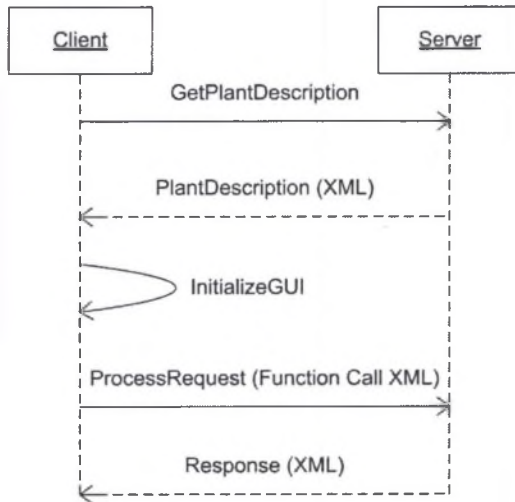 Client
Server
GetPlantDescription
PlantDescription (XML)
InitializeGUI
ProcessRequest (Function Call XML)
Response (XML)